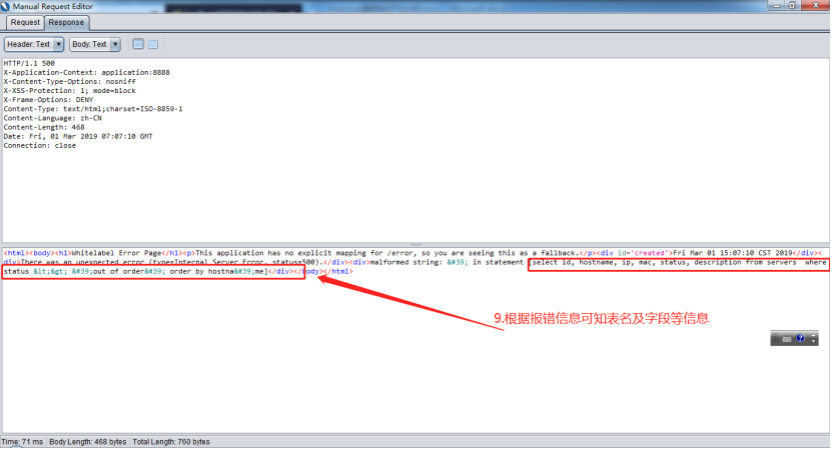 Manual Request Editor
Request Response
Header: Text Body: Text
HTTP/1.1 500
X-Application-Context: application:8888
X-Content-Type-Options: nosniff
X-XSS-Protection: 1; mode=block
X-Frame-Options: DENY
Content-Type: text/html;charset=ISO-8859-1
Content-Language: zh-CN
Content-Length: 468
Date: Fri, 01 Mar 2019 07:07:10 GMT
Connection: close
<html><body><h1>Whitelabel Error Page</h1><p>This application has no explicit mapping for /error, so you are seeing this as a fallback.</p><div id="created">Fri Mar 01 15:07:10 CST 2019</div><
div>There was an unexpected error (type=Internal Server Error, status=500).</div><div>malformed string: &#39; in statement [select id, hostname, ip, mac, status, description from servers  where
status &lt;&gt; &#39;out of order&#39; order by hostna&#39;me]</div></body></html>
9.根据报错信息可知表名及字段等信息
Time: 71 ms Body Length: 468 bytes Total Length: 760 bytes